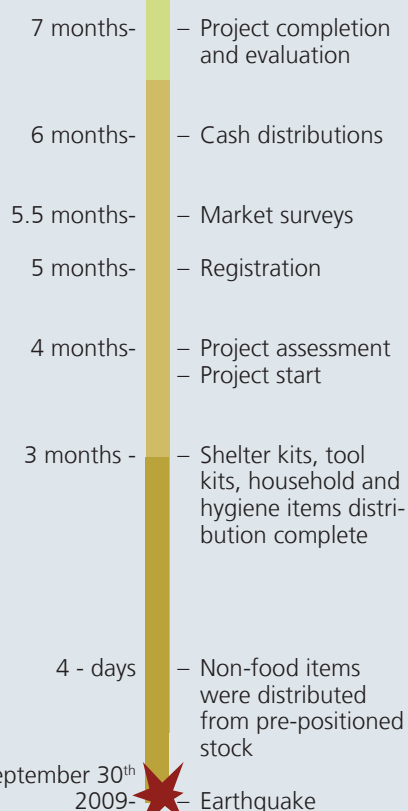 7 months- – Project completion
and evaluation
6 months- – Cash distributions
5.5 months- – Market surveys
5 months- – Registration
4 months- – Project assessment
– Project start
3 months - – Shelter kits, tool
kits, household and
hygiene items distri-
bution complete
4 - days – Non-food items
were distributed
from pre-positioned
stock
eptember 30th
2009- – Earthquake